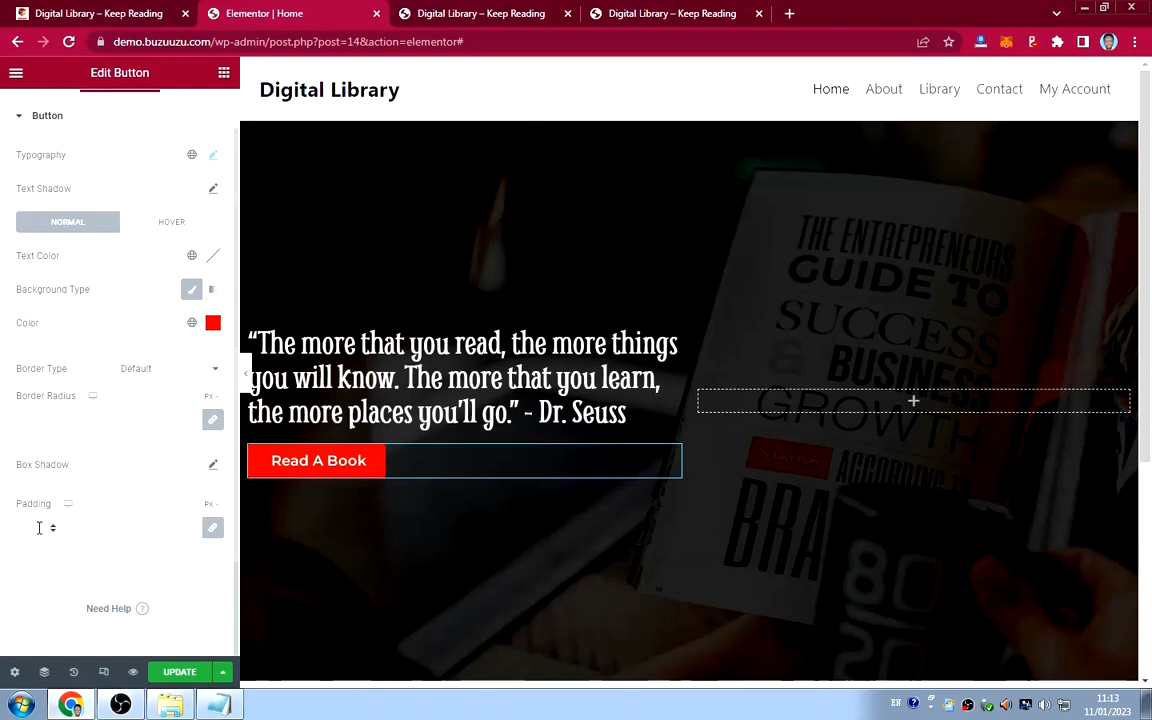 Digital Library – Keep Reading
Elementor | Home
Digital Library – Keep Reading
Digital Library – Keep Reading
demo.buzuuzu.com/wp-admin/post.php?post=14&action=elementor#
Edit Button
Digital Library
Home About Library Contact My Account
Button
Typography
Text Shadow
NORMAL HOVER
Text Color
Background Type
Color
Border Type Default
Border Radius PX
Box Shadow
Padding PX
Need Help
UPDATE
“The more that you read, the more things
you will know. The more that you learn,
the more places you’ll go.” - Dr. Seuss
Read A Book
THE ENTREPRENEURS
GUIDE TO
SUCCESS
& BUSINESS
GROWTH
ACCORDING
BRA
EN
11:13
11/01/2023